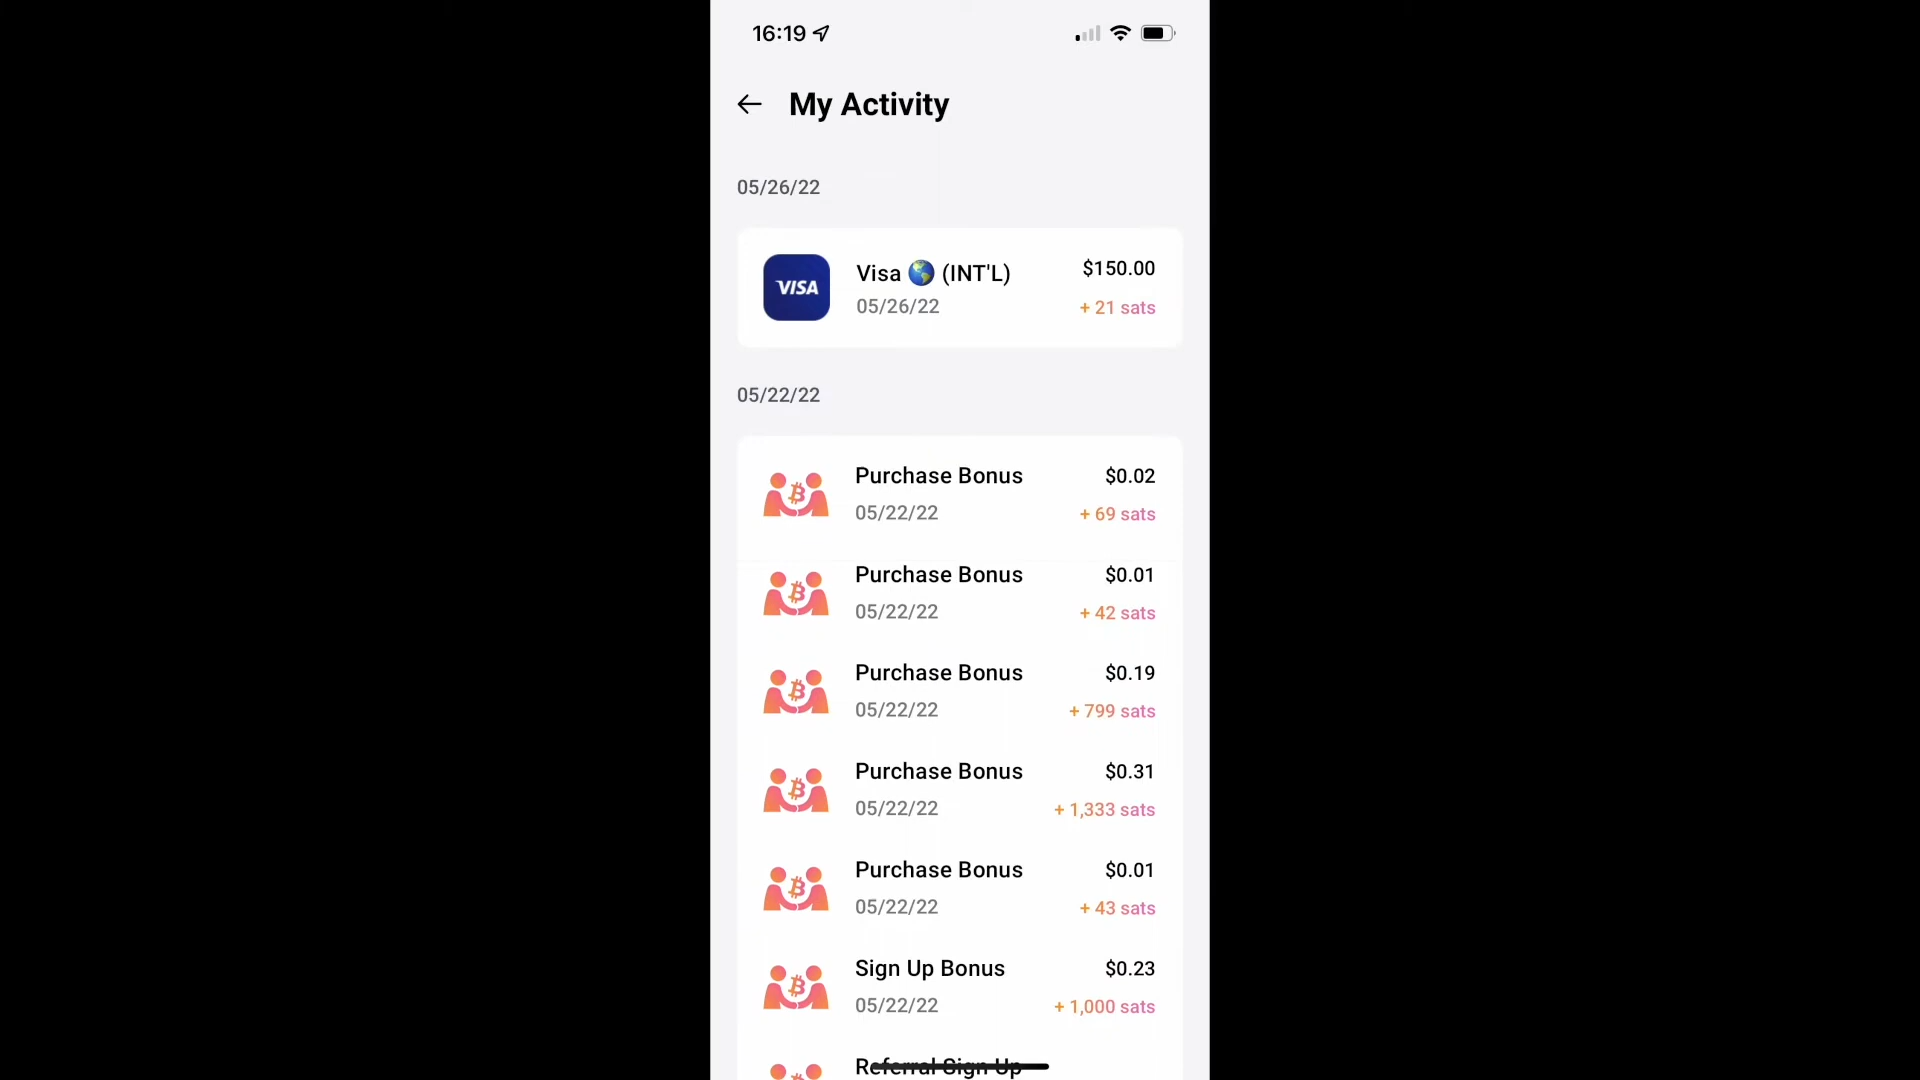 16:19
My Activity
05/26/22
VISA
Visa 🌎 (INT'L)
$150.00
05/26/22
+ 21 sats
05/22/22
Purchase Bonus
$0.02
05/22/22
+ 69 sats
Purchase Bonus
$0.01
05/22/22
+ 42 sats
Purchase Bonus
$0.19
05/22/22
+ 799 sats
Purchase Bonus
$0.31
05/22/22
+ 1,333 sats
Purchase Bonus
$0.01
05/22/22
+ 43 sats
Sign Up Bonus
$0.23
05/22/22
+ 1,000 sats
Referral Sign Up